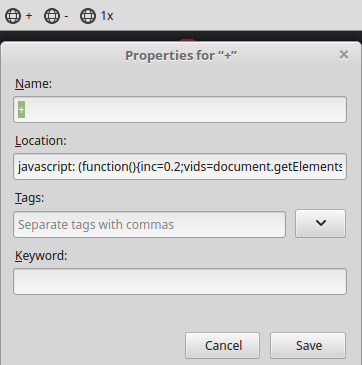 + - 1x
Properties for “+”
Name:
+
Location:
javascript: (function(){inc=0.2;vids=document.getElements
Tags:
Separate tags with commas
Keyword:
Cancel Save